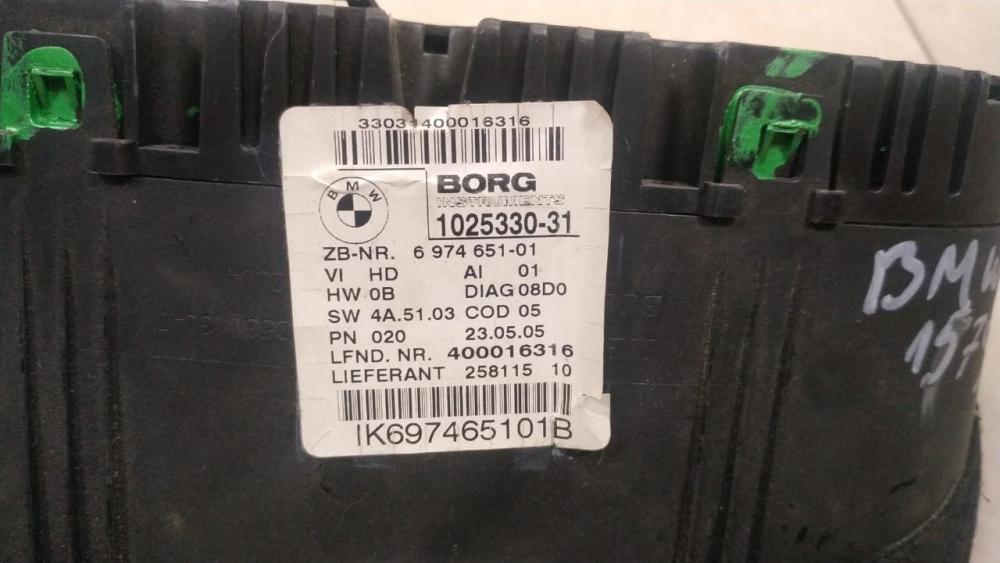 33031400016316
BMW
BORG
INSTRUMENTS
1025330-31
ZB-NR. 6 974 651-01
VI HD AI 01
HW 0B DIAG 08D0
SW 4A.51.03 COD 05
PN 020 23.05.05
LFND. NR. 400016316
LIEFERANT 258115 10
IK697465101B
BMW